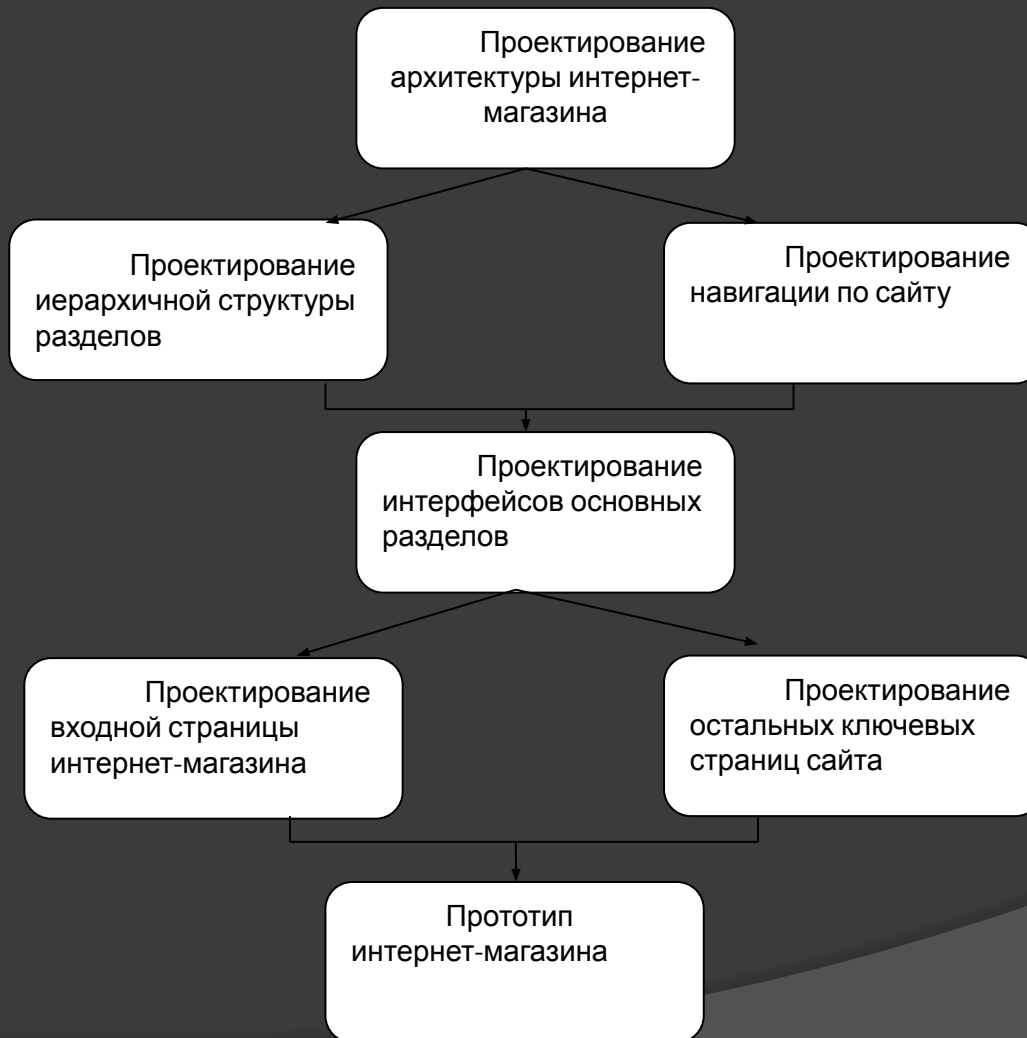 Проектирование
архитектуры интернет-
магазина
Проектирование
иерархичной структуры
разделов
Проектирование
навигации по сайту
Проектирование
интерфейсов основных
разделов
Проектирование
входной страницы
интернет-магазина
Проектирование
остальных ключевых
страниц сайта
Прототип
интернет-магазина